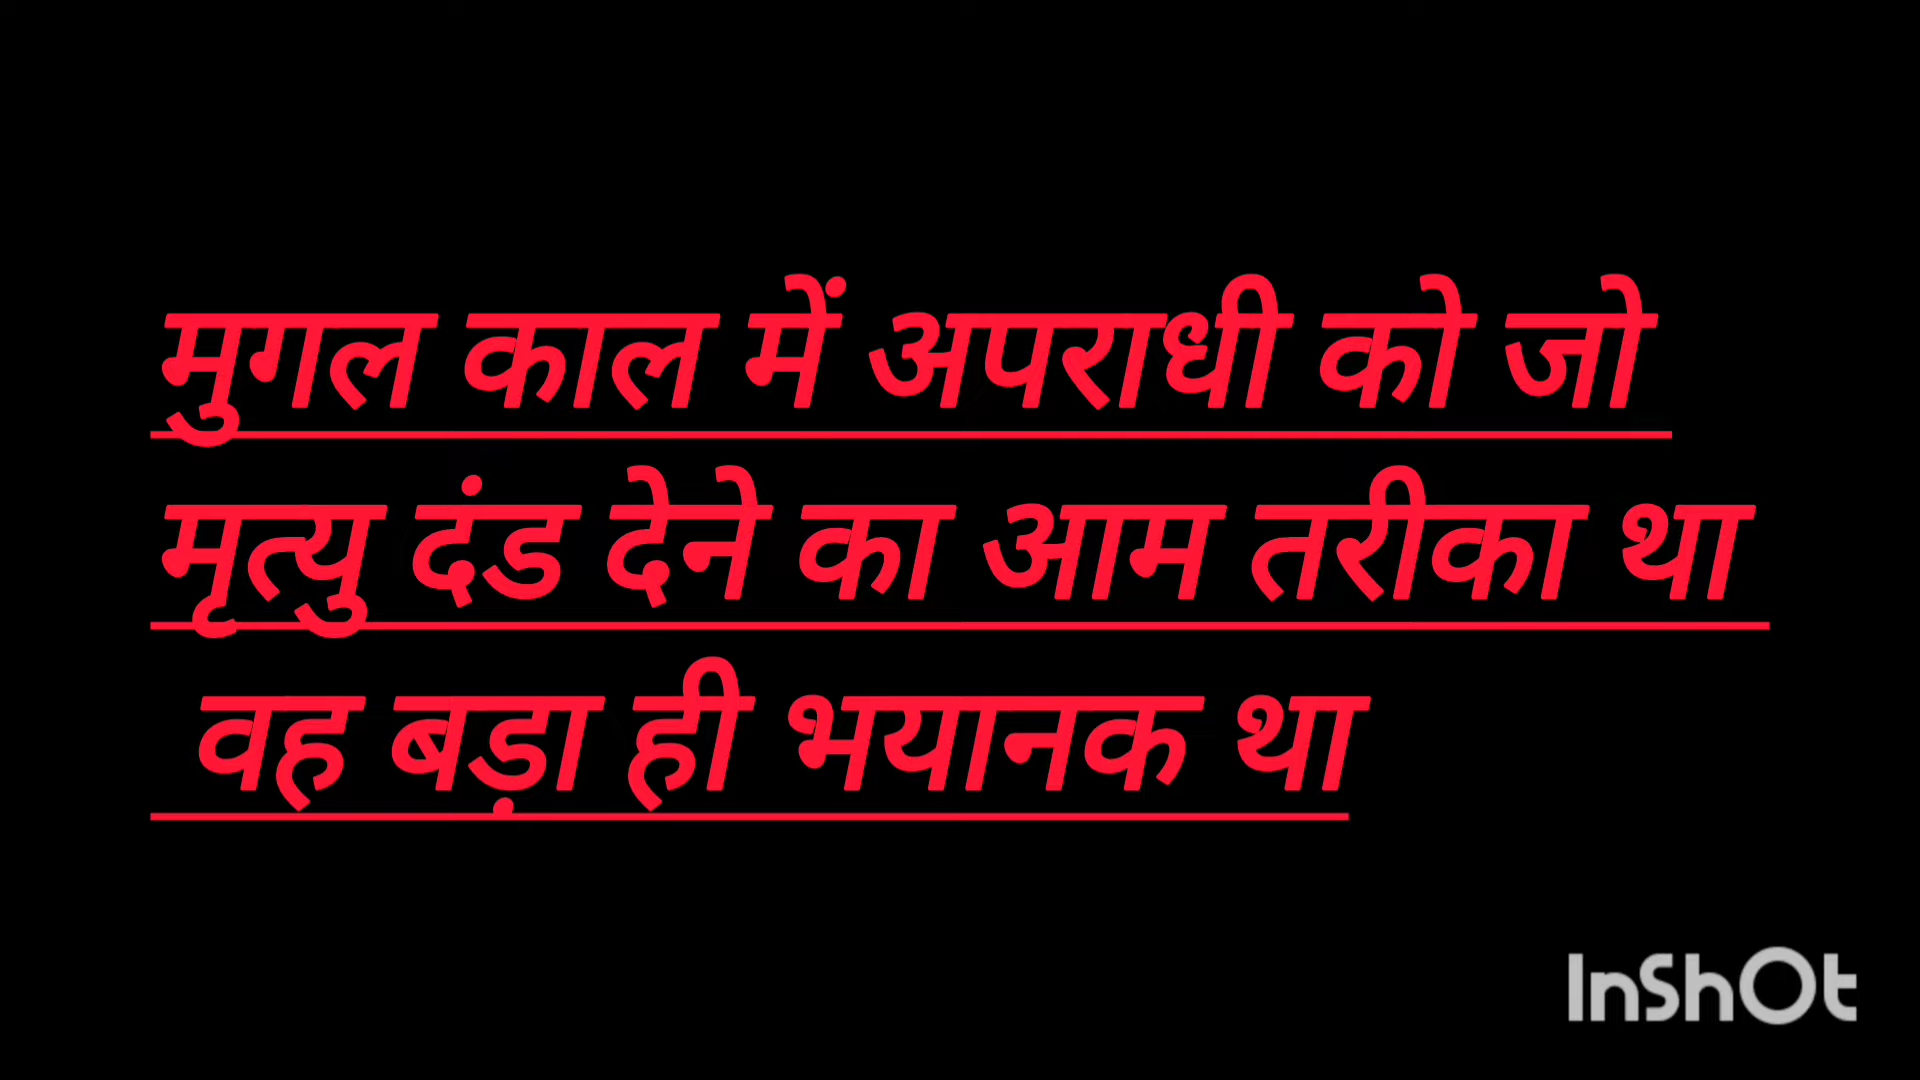 मुगल काल में अपराधी को जो
मृत्यु दंड देने का आम तरीका था
वह बड़ा ही भयानक था
InShOt